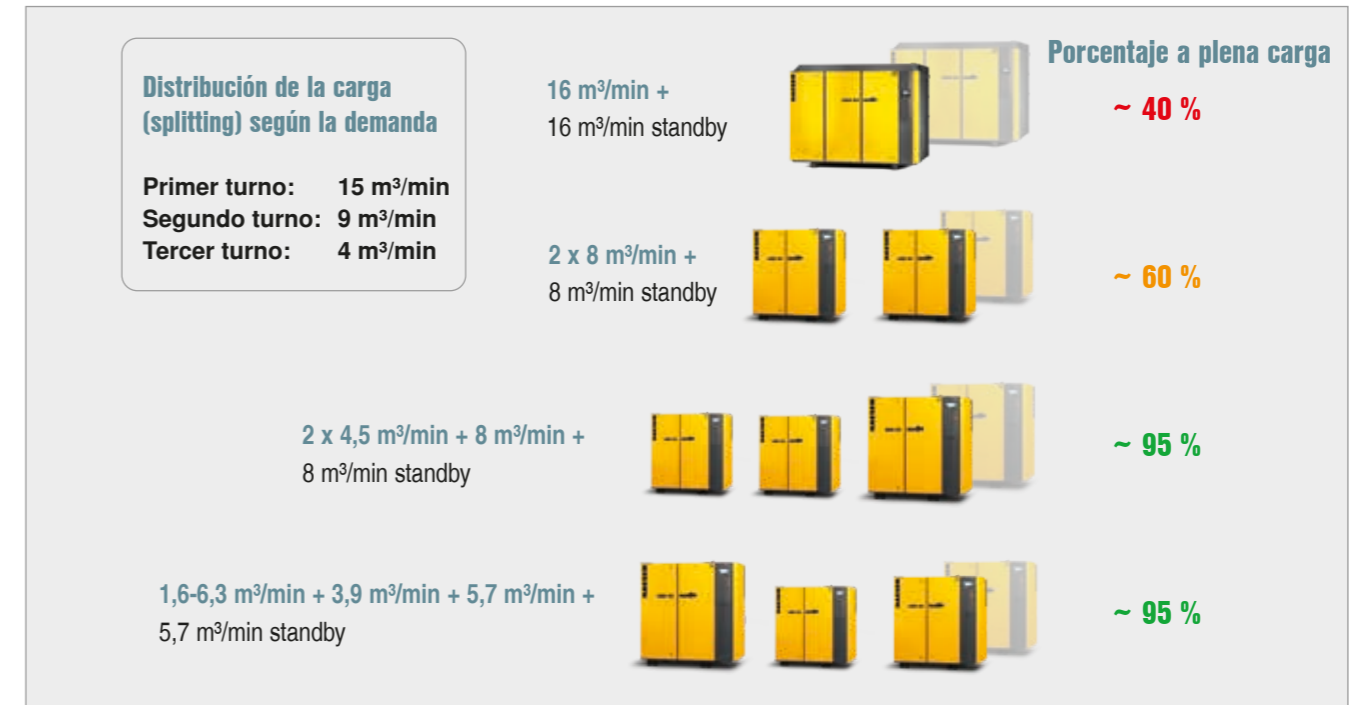 Distribución de la carga
(splitting) según la demanda
Primer turno: 15 m³/min
Segundo turno: 9 m³/min
Tercer turno: 4 m³/min
Porcentaje a plena carga
16 m³/min +
16 m³/min standby
~ 40 %
2 x 8 m³/min +
8 m³/min standby
~ 60 %
2 x 4,5 m³/min + 8 m³/min +
8 m³/min standby
~ 95 %
1,6-6,3 m³/min + 3,9 m³/min + 5,7 m³/min +
5,7 m³/min standby
~ 95 %